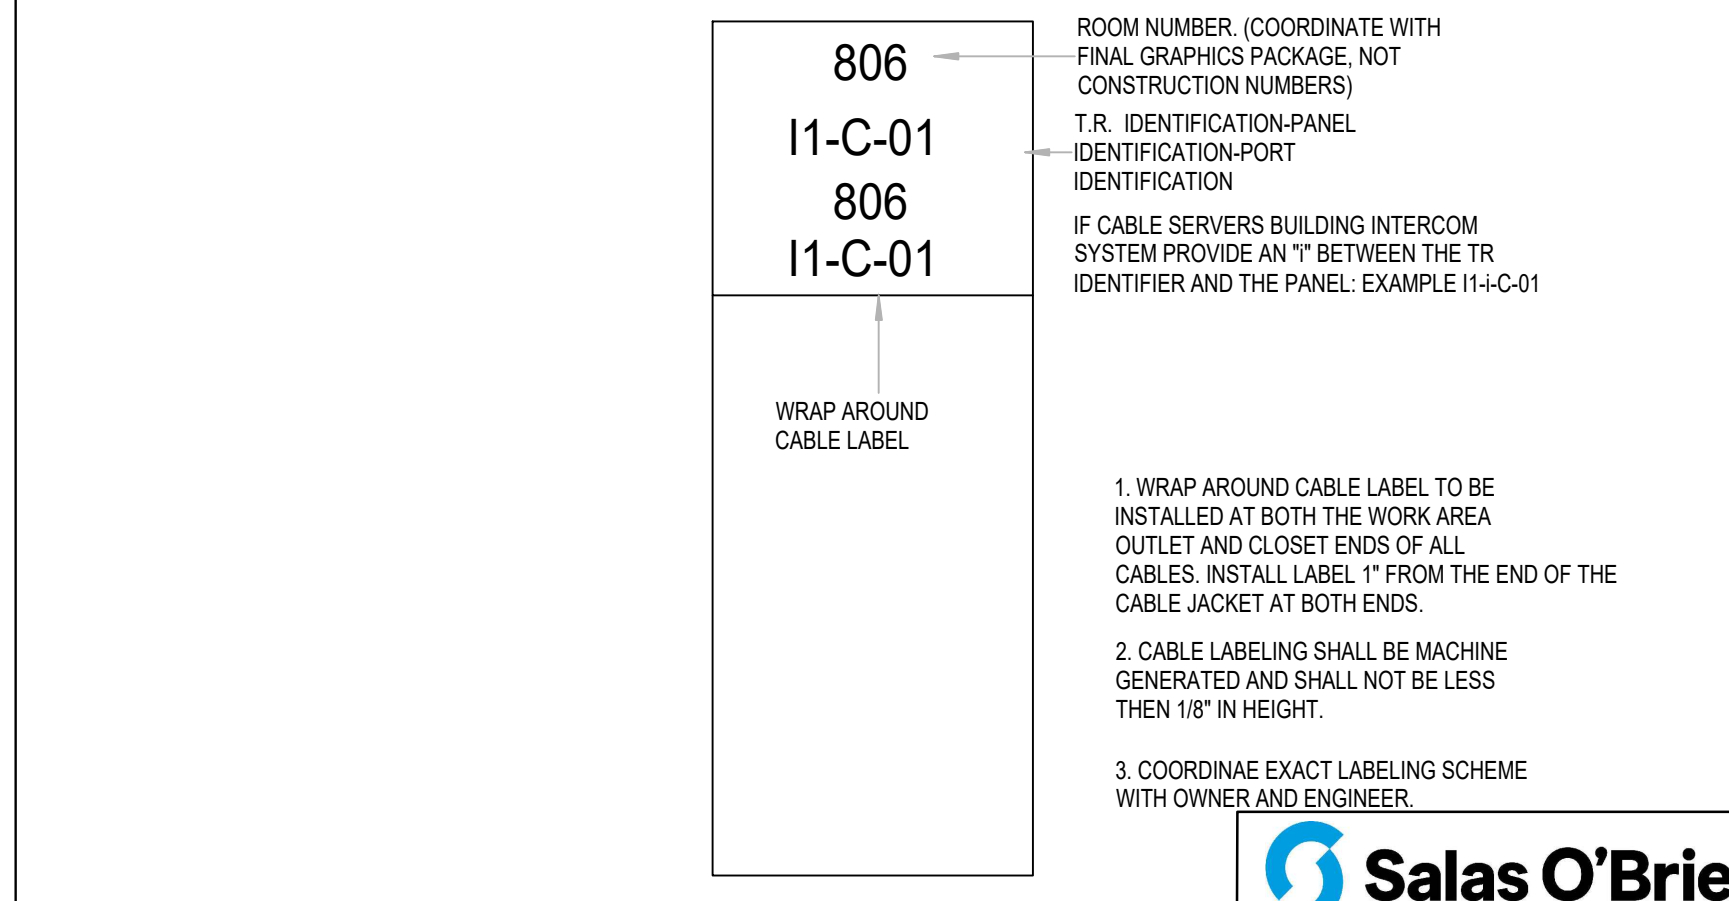 806
I1-C-01
806
I1-C-01
ROOM NUMBER. (COORDINATE WITH
FINAL GRAPHICS PACKAGE, NOT
CONSTRUCTION NUMBERS)
T.R. IDENTIFICATION-PANEL
IDENTIFICATION-PORT
IDENTIFICATION
IF CABLE SERVERS BUILDING INTERCOM
SYSTEM PROVIDE AN "i" BETWEEN THE TR
IDENTIFIER AND THE PANEL: EXAMPLE I1-i-C-01
WRAP AROUND
CABLE LABEL
1. WRAP AROUND CABLE LABEL TO BE
INSTALLED AT BOTH THE WORK AREA
OUTLET AND CLOSET ENDS OF ALL
CABLES. INSTALL LABEL 1" FROM THE END OF THE
CABLE JACKET AT BOTH ENDS.
2. CABLE LABELING SHALL BE MACHINE
GENERATED AND SHALL NOT BE LESS
THEN 1/8" IN HEIGHT.
3. COORDINAE EXACT LABELING SCHEME
WITH OWNER AND ENGINEER.
Salas O'Brie